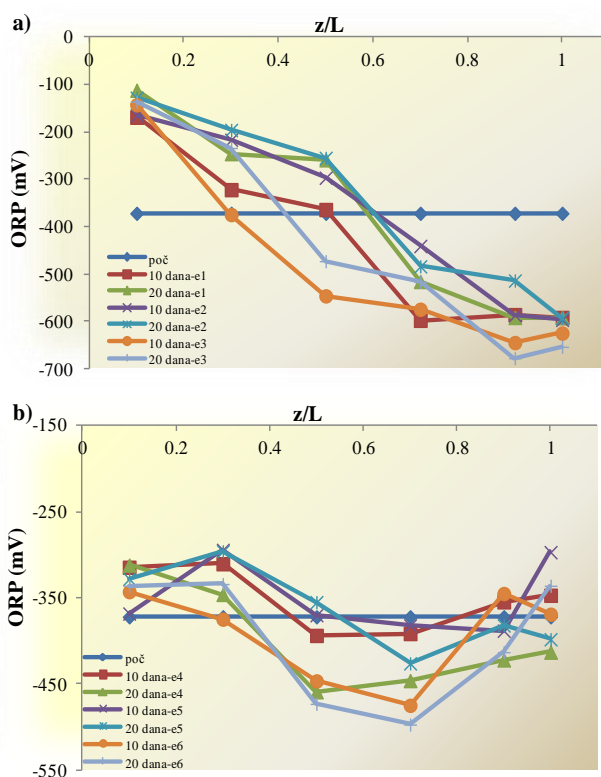 a)
z/L
0
0 0.2 0.4 0.6 0.8 1
-100
-200
-300
-400
-500
-600
-700
ORP (mV)
poč
10 dana-e1
20 dana-e1
10 dana-e2
20 dana-e2
10 dana-e3
20 dana-e3
b)
z/L
-150
0 0.2 0.4 0.6 0.8 1
-250
-350
-450
-550
ORP (mV)
poč
10 dana-e4
20 dana-e4
10 dana-e5
20 dana-e5
10 dana-e6
20 dana-e6